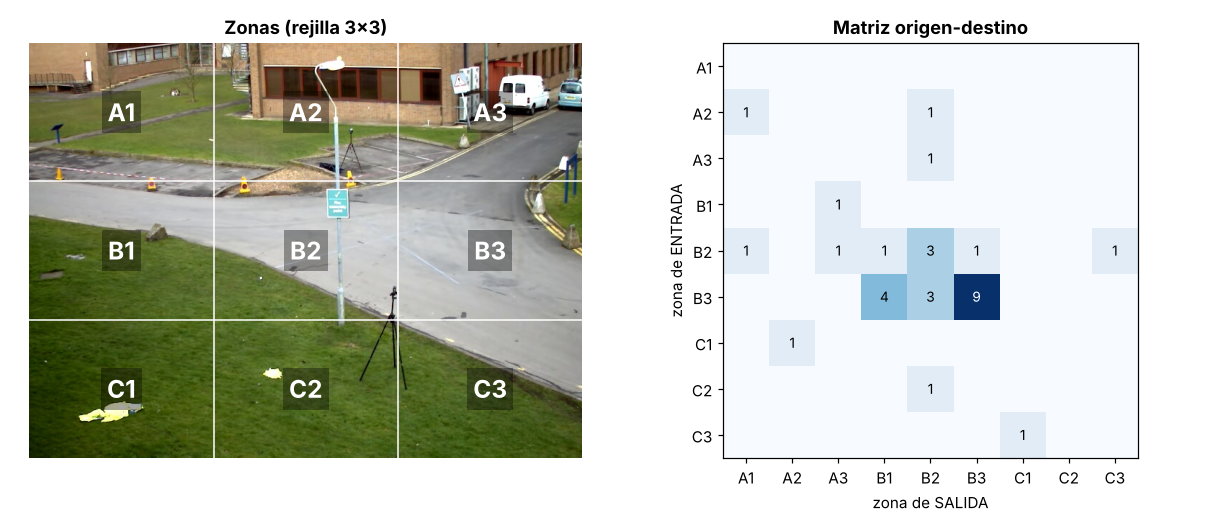 Zonas (rejilla 3×3)
A1 A2 A3
B1 B2 B3
C1 C2 C3
Matriz origen-destino
zona de ENTRADA
A1
A2 1 1
A3 1
B1 1
B2 1 1 1 3 1 1
B3 4 3 9
C1 1
C2 1
C3 1
A1 A2 A3 B1 B2 B3 C1 C2 C3
zona de SALIDA